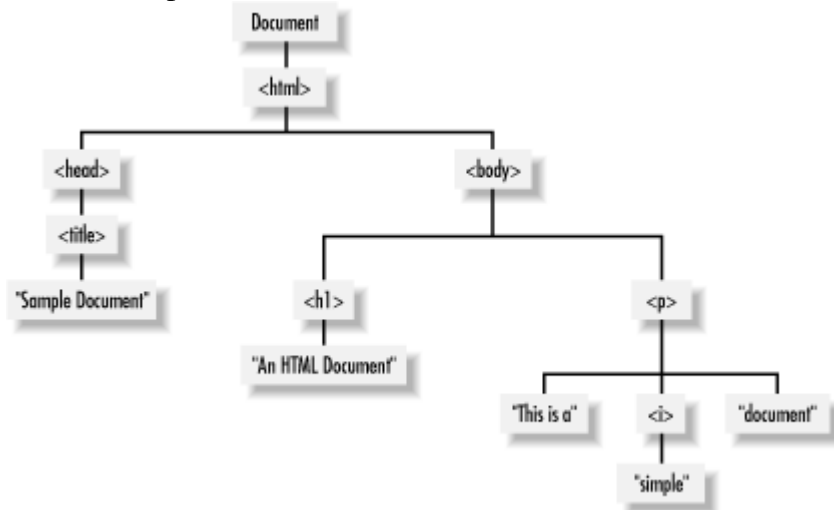 Document
<html>
<head>
<body>
<title>
"Sample Document"
<h1>
<p>
"An HTML Document"
"This is a"
<i>
"document"
"simple"